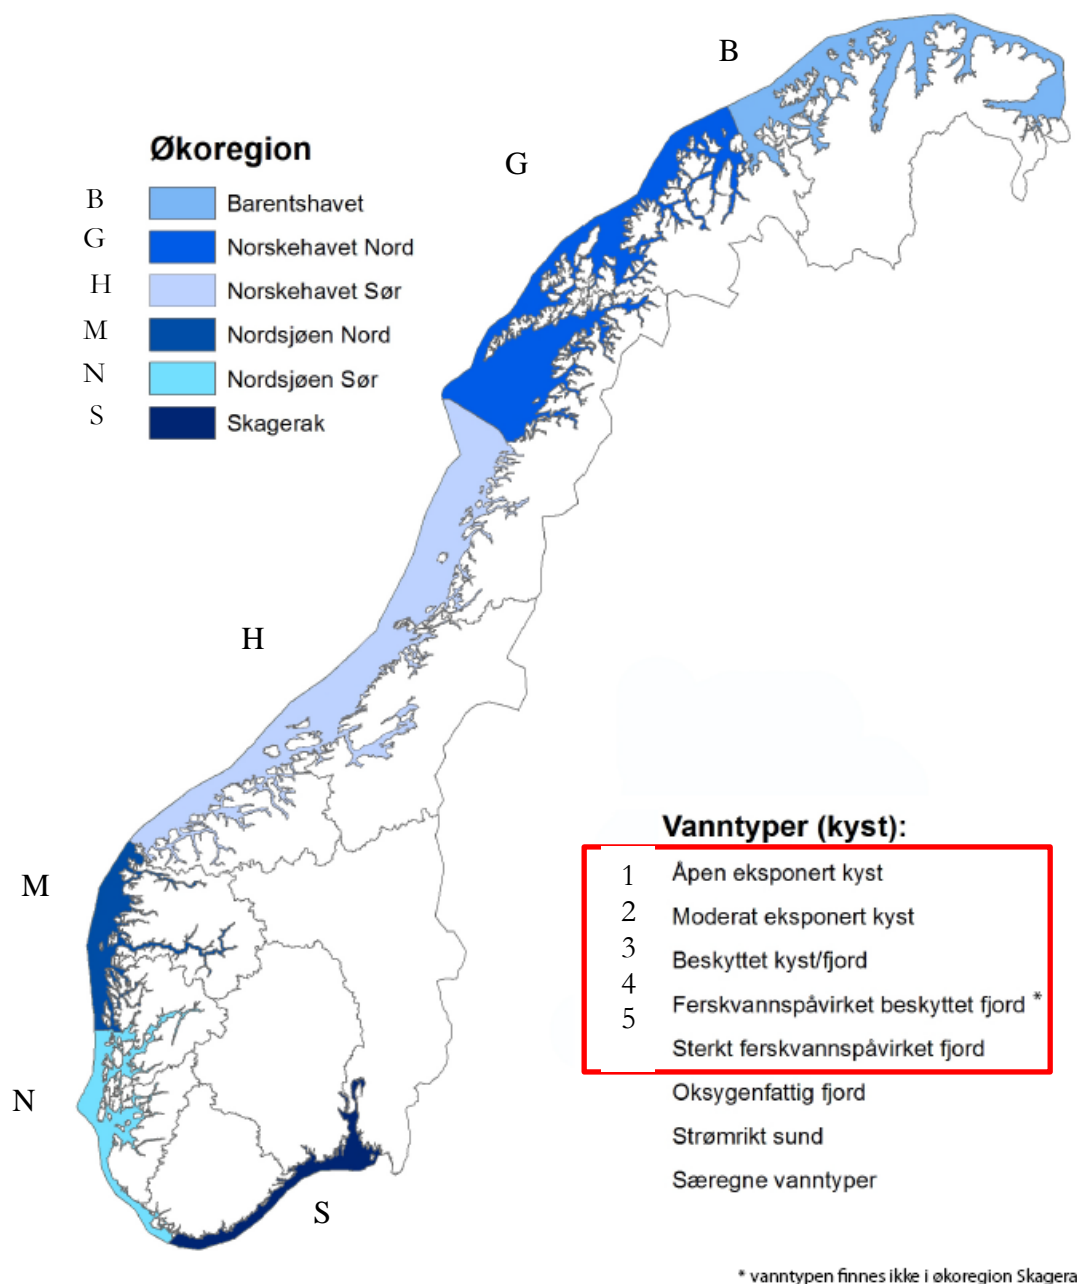 B
G
Økoregion
B Barentshavet
G Norskehavet Nord
H Norskehavet Sør
M Nordsjøen Nord
N Nordsjøen Sør
S Skagerak
H
M
N
S
Vanntyper (kyst):
1 Åpen eksponert kyst
2 Moderat eksponert kyst
3 Beskyttet kyst/fjord
4 Ferskvannspåvirket beskyttet fjord *
5 Sterkt ferskvannspåvirket fjord
Oksygenfattig fjord
Strømrikt sund
Særegne vanntyper
* vanntypen finnes ikke i økoregion Skagera